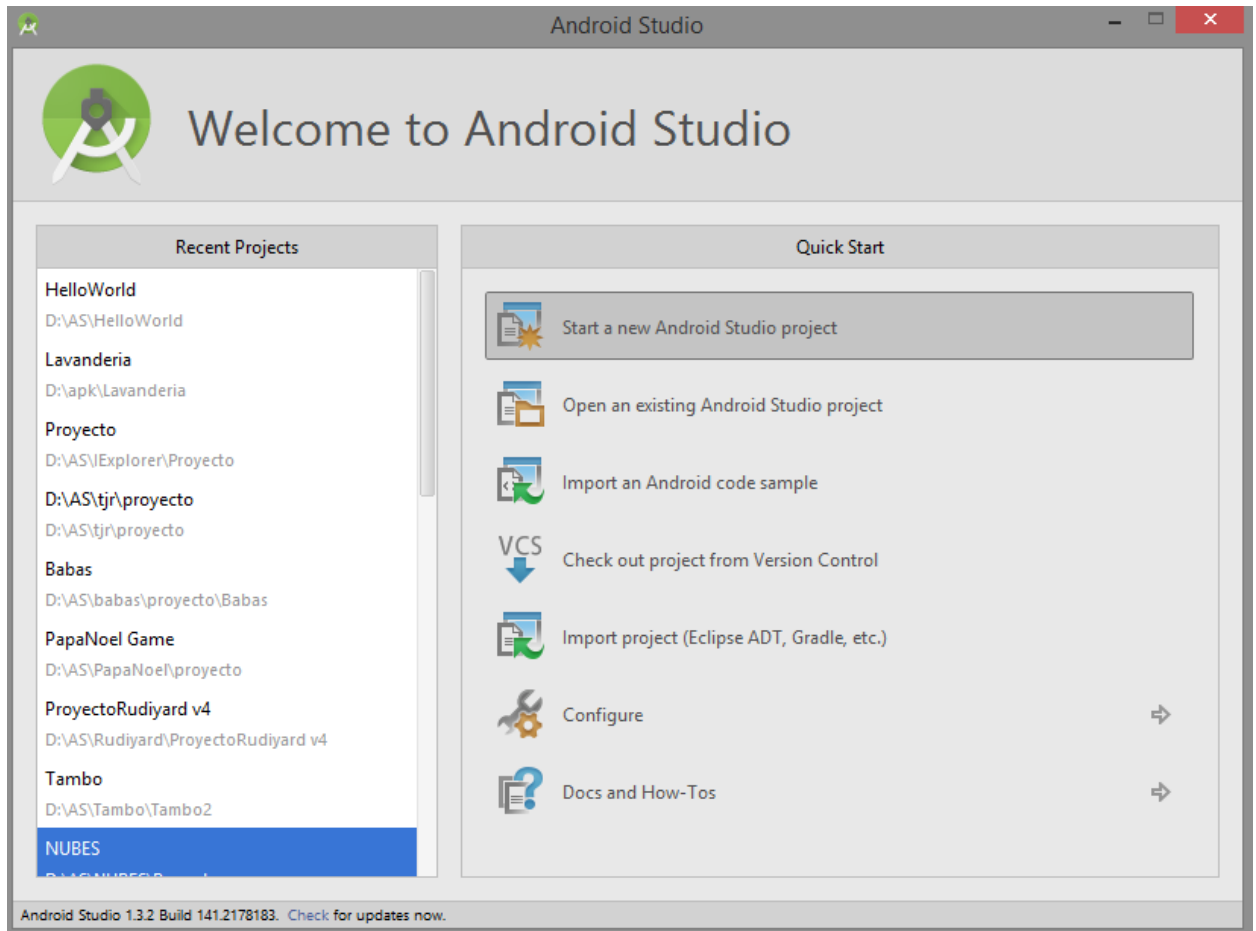 Android Studio
Welcome to Android Studio
Recent Projects
HelloWorld
D:\AS\HelloWorld
Lavanderia
D:\apk\Lavanderia
Proyecto
D:\AS\IExplorer\Proyecto
D:\AS\tjr\proyecto
D:\AS\tjr\proyecto
Babas
D:\AS\babas\proyecto\Babas
PapaNoel Game
D:\AS\PapaNoel\proyecto
ProyectoRudiyard v4
D:\AS\Rudiyard\ProyectoRudiyard v4
Tambo
D:\AS\Tambo\Tambo2
NUBES
Quick Start
Start a new Android Studio project
Open an existing Android Studio project
Import an Android code sample
VCS
Check out project from Version Control
Import project (Eclipse ADT, Gradle, etc.)
Configure
Docs and How-Tos
Android Studio 1.3.2 Build 141.2178183. Check for updates now.